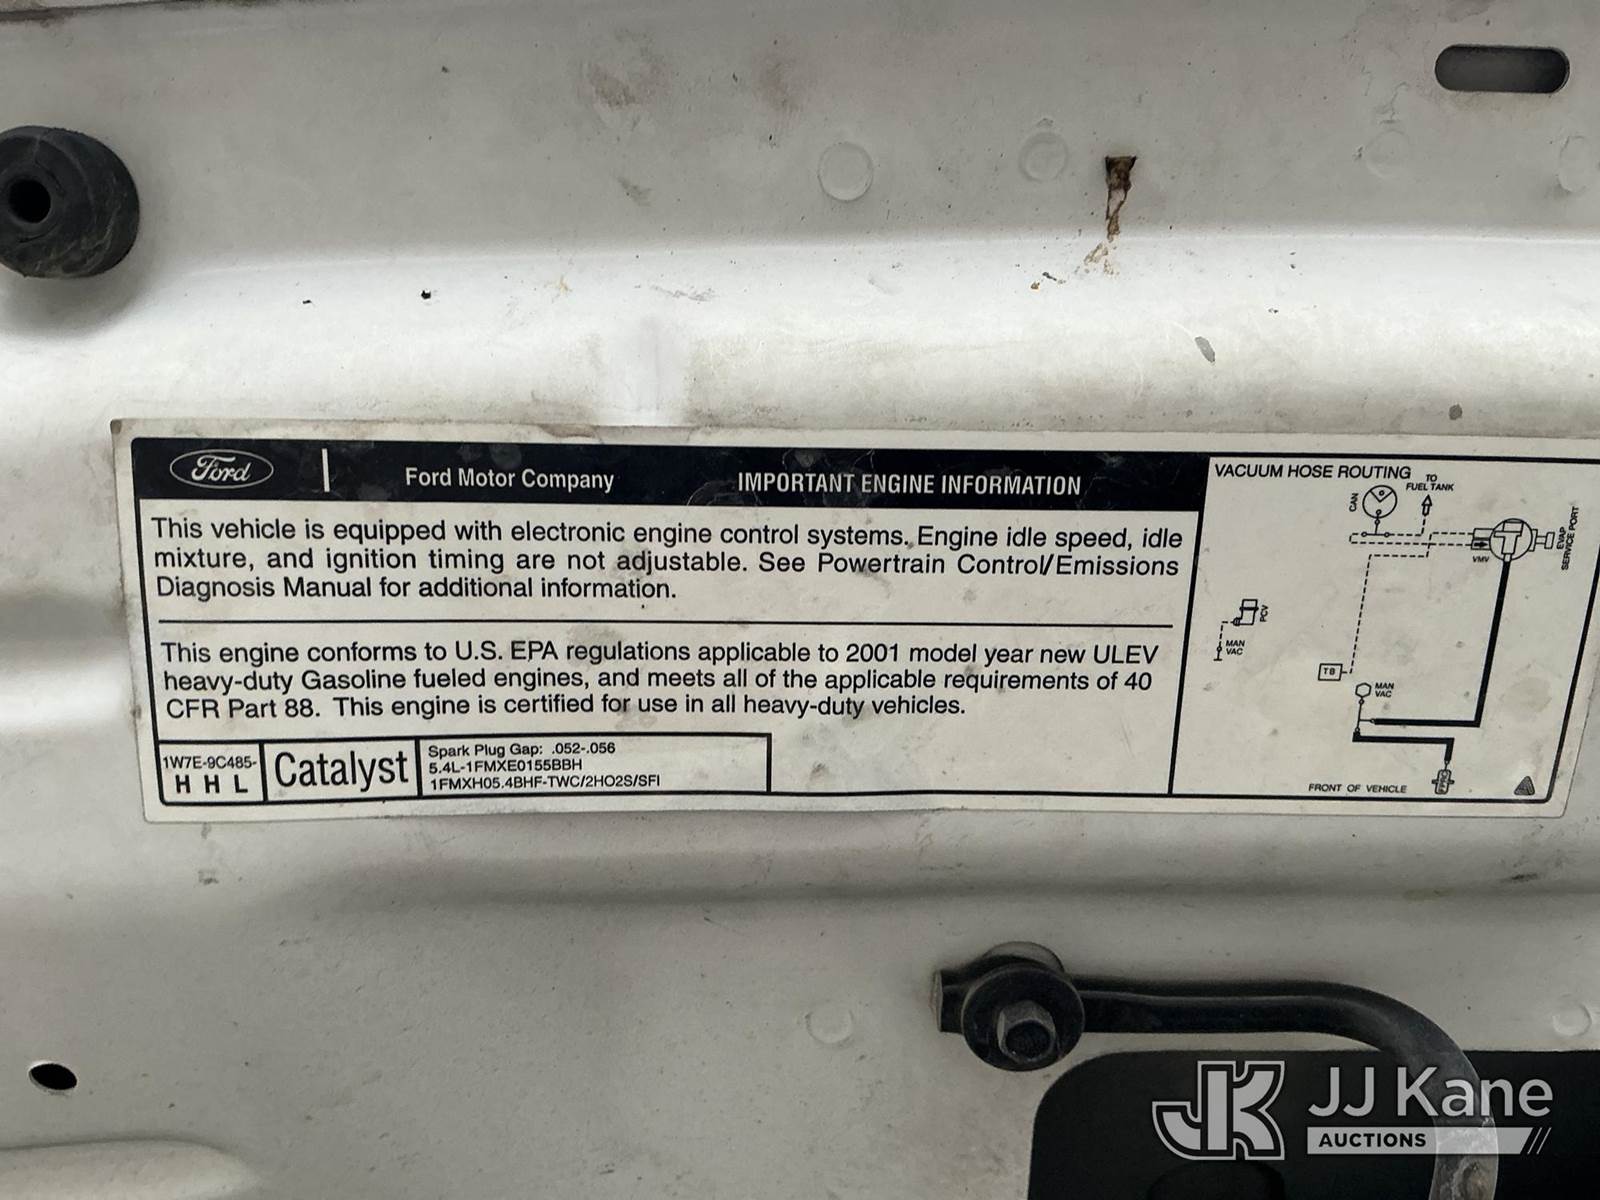 Ford
Ford Motor Company
IMPORTANT ENGINE INFORMATION
This vehicle is equipped with electronic engine control systems. Engine idle speed, idle
mixture, and ignition timing are not adjustable. See Powertrain Control/Emissions
Diagnosis Manual for additional information.
This engine conforms to U.S. EPA regulations applicable to 2001 model year new ULEV
heavy-duty Gasoline fueled engines, and meets all of the applicable requirements of 40
CFR Part 88. This engine is certified for use in all heavy-duty vehicles.
1W7E-9C485-
H H L
Catalyst
Spark Plug Gap: .052-.056
5.4L-1FMXE0155BBH
1FMXH05.4BHF-TWC/2HO2S/SFI
VACUUM HOSE ROUTING
TO
FUEL TANK
CAN
VMV
EVAP
SERVICE PORT
PCV
MAN
VAC
TB
MAN
VAC
FRONT OF VEHICLE
JK
JJ Kane
AUCTIONS